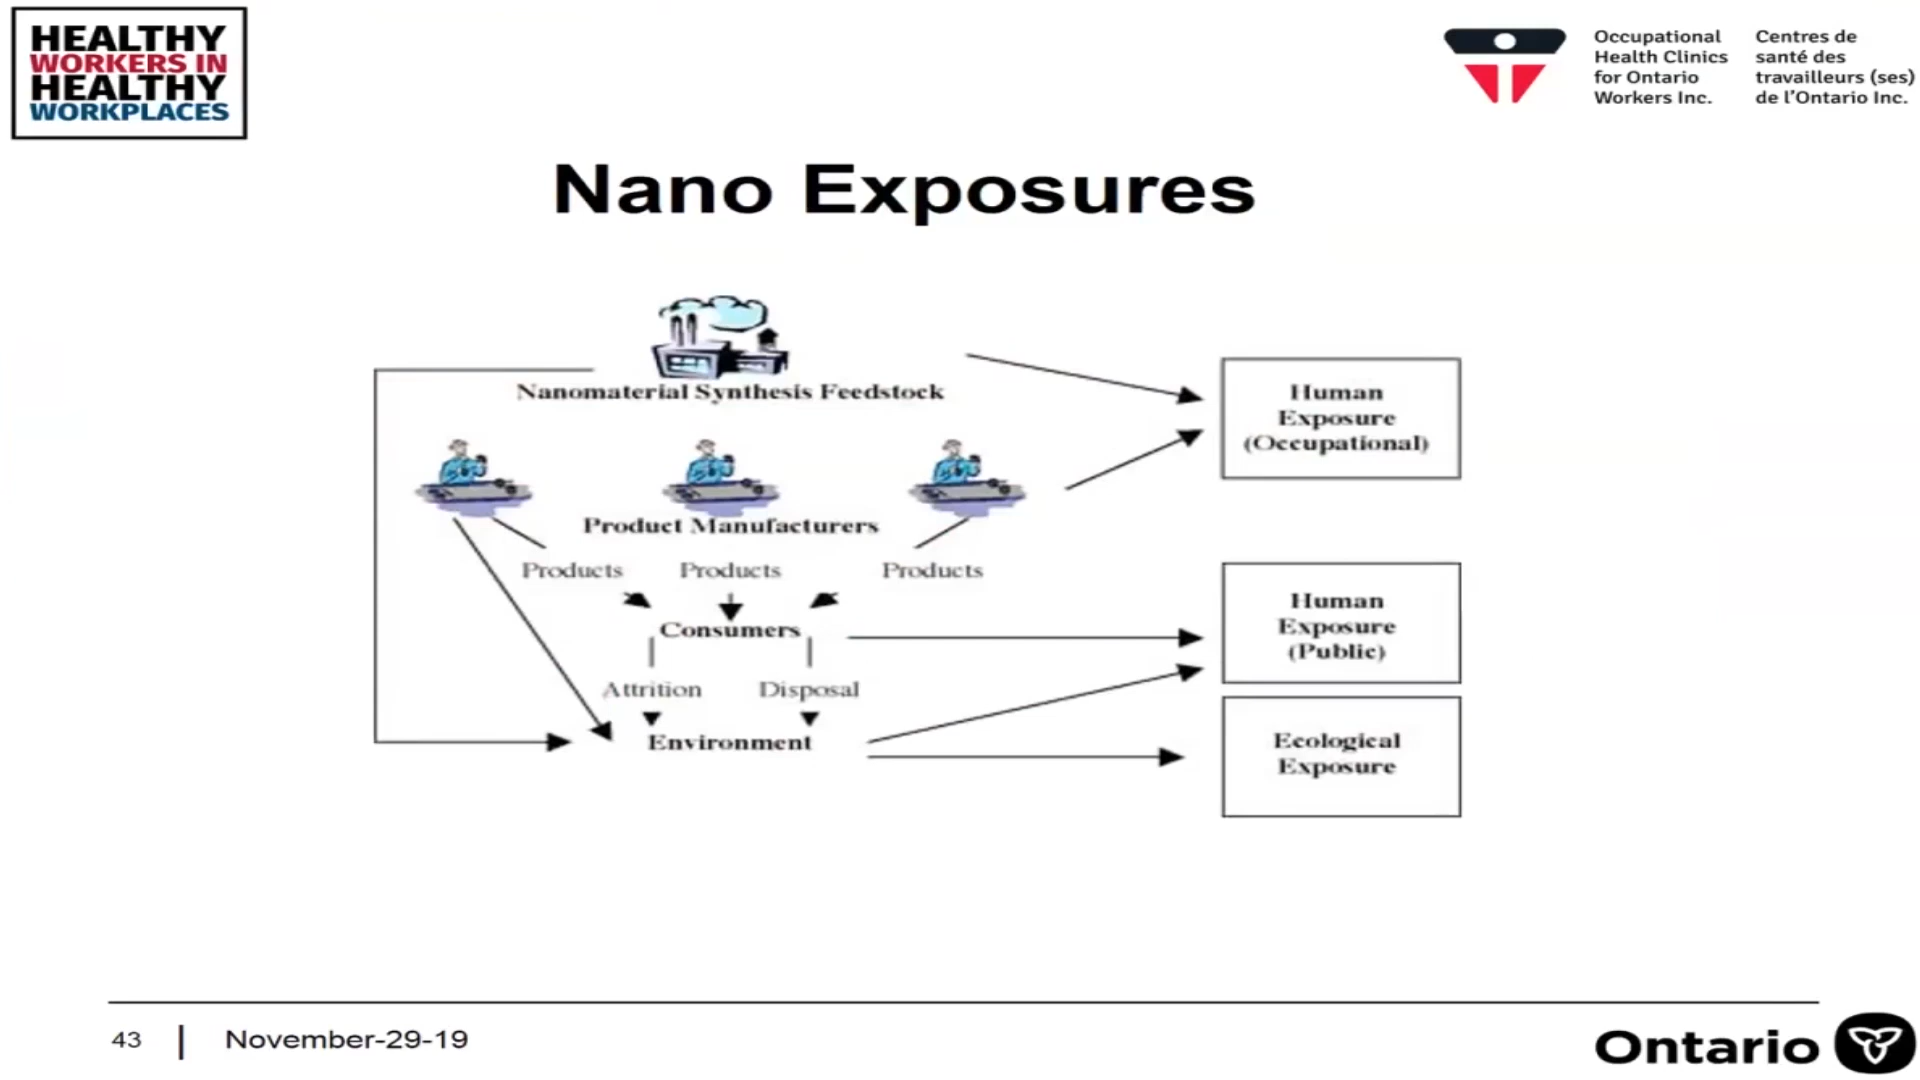 HEALTHY
WORKERS IN
HEALTHY
WORKPLACES
Occupational
Health Clinics
for Ontario
Workers Inc.
Centres de
santé des
travailleurs (ses)
de l'Ontario Inc.
Nano Exposures
Nanomaterial Synthesis Feedstock
Human
Exposure
(Occupational)
Product Manufacturers
Products Products Products
Consumers
Human
Exposure
(Public)
Attrition Disposal
Environment
Ecological
Exposure
43 | November-29-19
Ontario